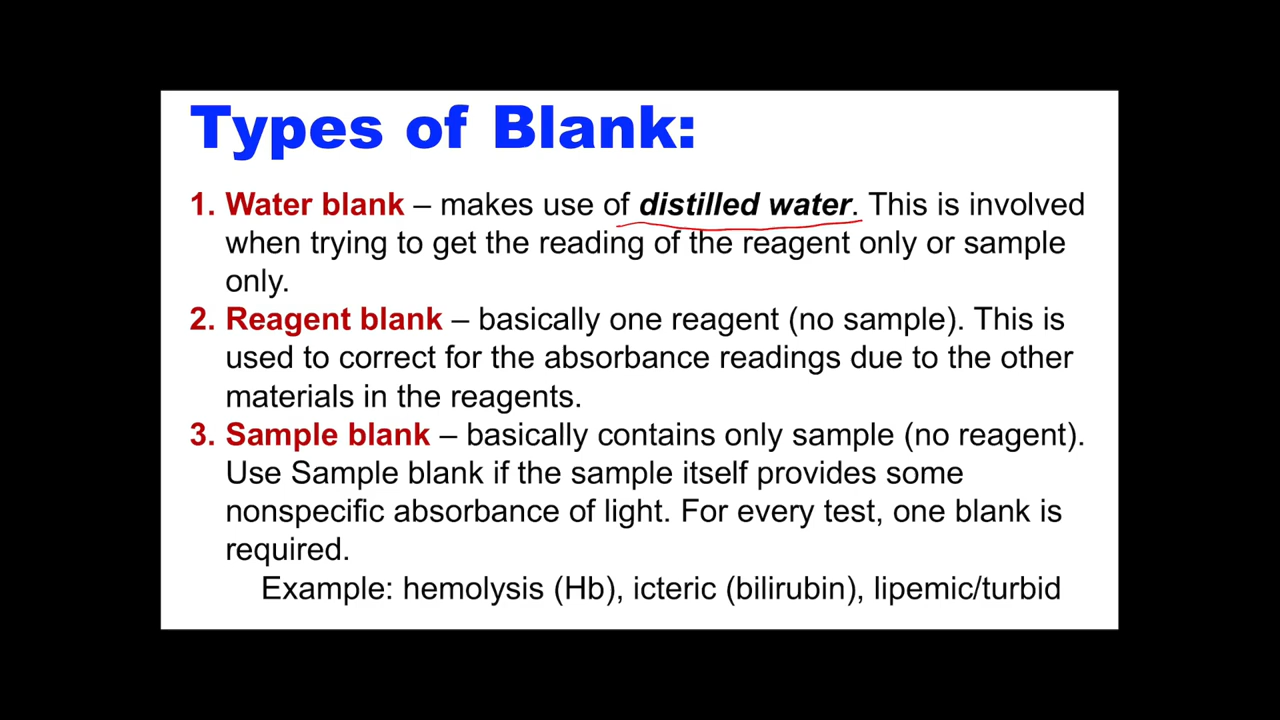 Types of Blank:
1. Water blank – makes use of distilled water. This is involved
when trying to get the reading of the reagent only or sample
only.
2. Reagent blank – basically one reagent (no sample). This is
used to correct for the absorbance readings due to the other
materials in the reagents.
3. Sample blank – basically contains only sample (no reagent).
Use Sample blank if the sample itself provides some
nonspecific absorbance of light. For every test, one blank is
required.
Example: hemolysis (Hb), icteric (bilirubin), lipemic/turbid